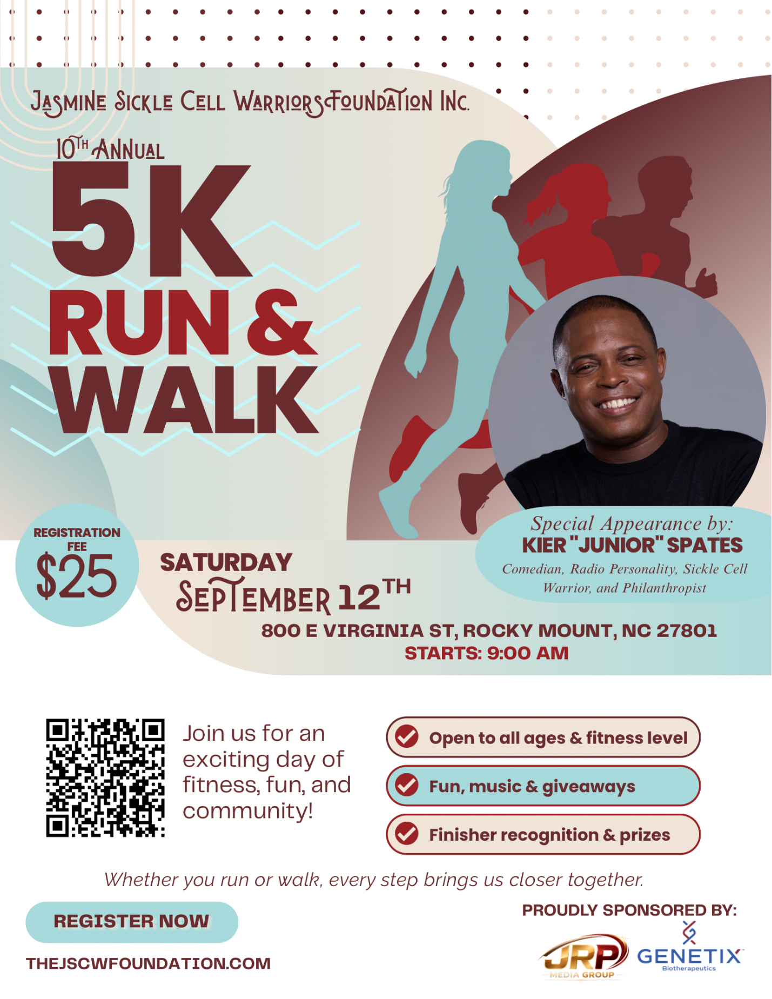 Jasmine Sickle Cell Warriors Foundation Inc.
10th Annual
5K
RUN &
WALK
REGISTRATION
FEE
$25
SATURDAY
September 12TH
800 E VIRGINIA ST, ROCKY MOUNT, NC 27801
STARTS: 9:00 AM
Special Appearance by:
KIER "JUNIOR" SPATES
Comedian, Radio Personality, Sickle Cell
Warrior, and Philanthropist
Join us for an
exciting day of
fitness, fun, and
community!
Open to all ages & fitness level
Fun, music & giveaways
Finisher recognition & prizes
Whether you run or walk, every step brings us closer together.
REGISTER NOW
THEJSCWFOUNDATION.COM
PROUDLY SPONSORED BY:
JRP
MEDIA GROUP
GENETIX™
Biotherapeutics